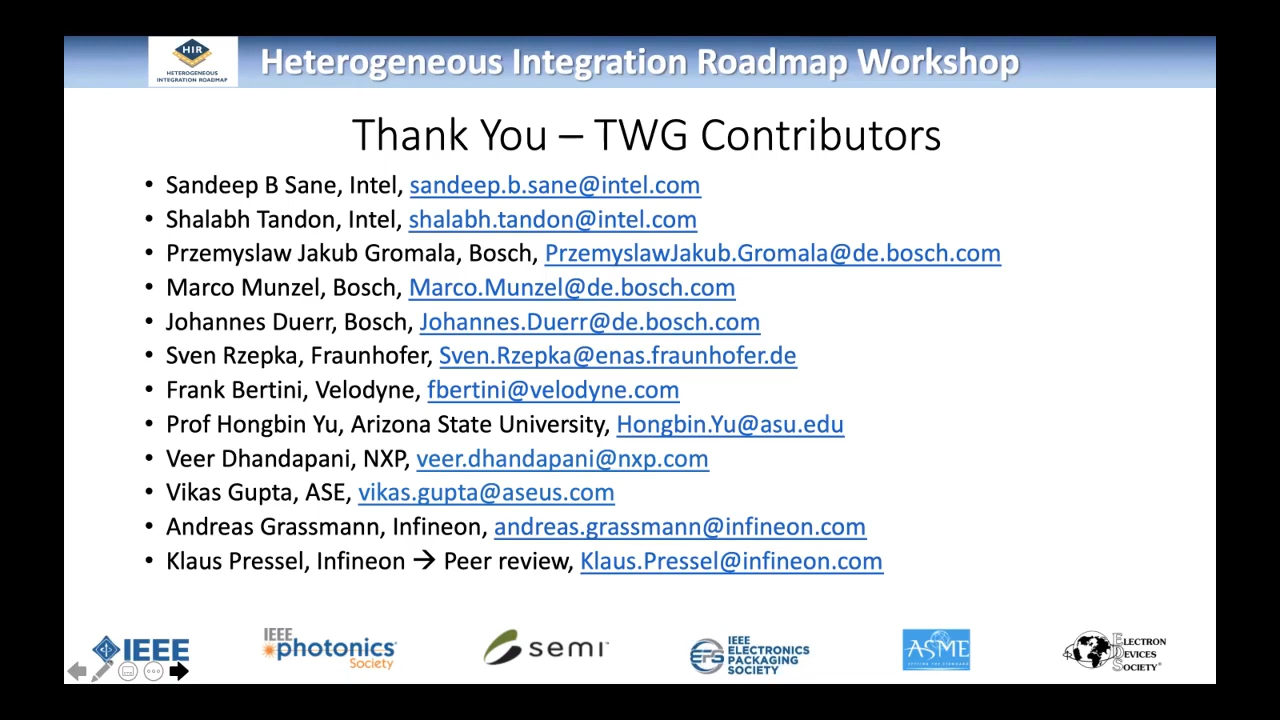 HIR
HETEROGENEOUS
INTEGRATION ROADMAP
Heterogeneous Integration Roadmap Workshop
Thank You – TWG Contributors
• Sandeep B Sane, Intel, sandeep.b.sane@intel.com
• Shalabh Tandon, Intel, shalabh.tandon@intel.com
• Przemyslaw Jakub Gromala, Bosch, PrzemyslawJakub.Gromala@de.bosch.com
• Marco Munzel, Bosch, Marco.Munzel@de.bosch.com
• Johannes Duerr, Bosch, Johannes.Duerr@de.bosch.com
• Sven Rzepka, Fraunhofer, Sven.Rzepka@enas.fraunhofer.de
• Frank Bertini, Velodyne, fbertini@velodyne.com
• Prof Hongbin Yu, Arizona State University, Hongbin.Yu@asu.edu
• Veer Dhandapani, NXP, veer.dhandapani@nxp.com
• Vikas Gupta, ASE, vikas.gupta@aseus.com
• Andreas Grassmann, Infineon, andreas.grassmann@infineon.com
• Klaus Pressel, Infineon → Peer review, Klaus.Pressel@infineon.com
IEEE
IEEE
photonics
Society
semi™
EPS
IEEE
ELECTRONICS
PACKAGING
SOCIETY
ASME
SETTING THE STANDARD
EDS
ELECTRON
DEVICES
SOCIETY®